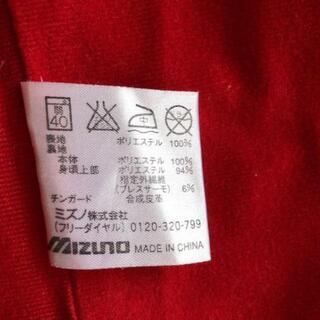 弱
40
中
表地 ポリエステル 100%
裏地
本体 ポリエステル 100%
身頃上部 ポリエステル 94%
指定外繊維
(ブレスサーモ) 6%
チンガード 合成皮革
ミズノ株式会社
(フリーダイヤル) 0120-320-799
MIZUNO MADE IN CHINA